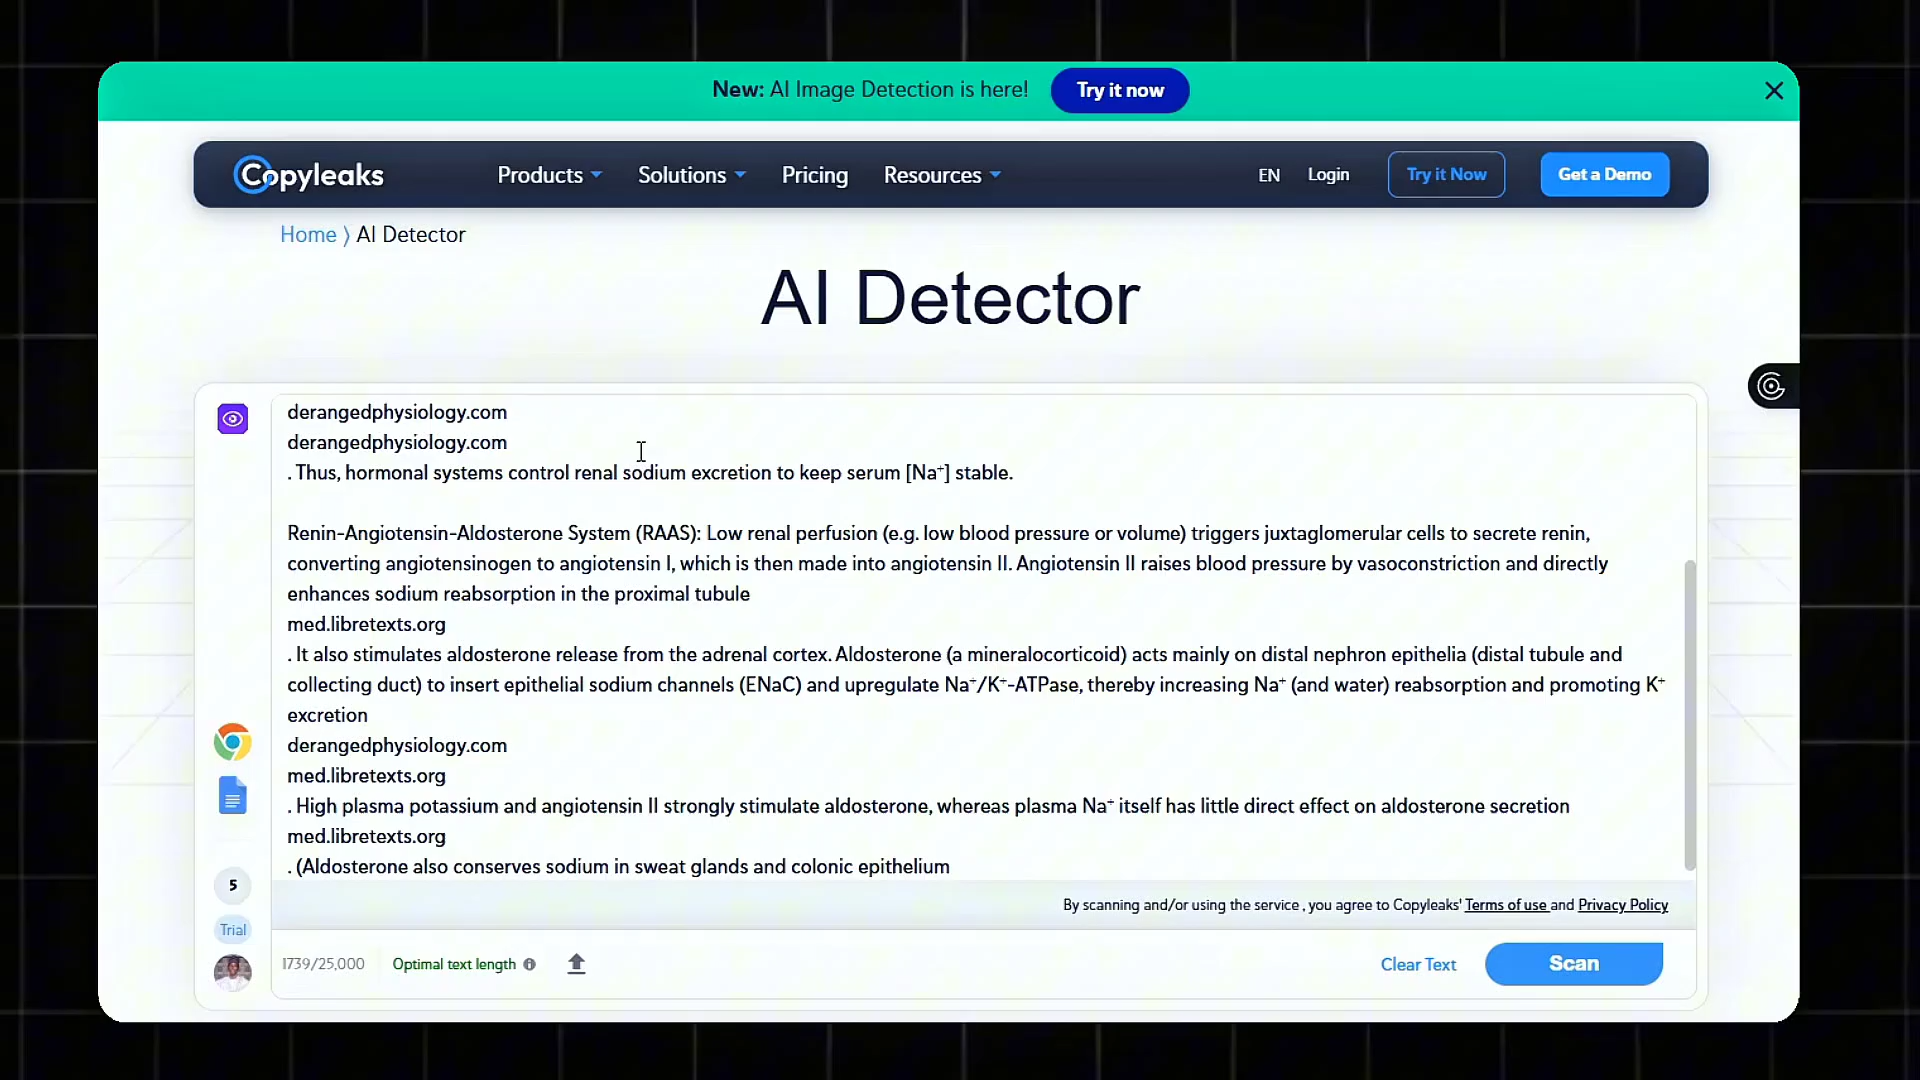 New: AI Image Detection is here! Try it now
Copyleaks Products Solutions Pricing Resources EN Login Try it Now Get a Demo
Home ⟩ AI Detector
AI Detector
derangedphysiology.com
derangedphysiology.com
. Thus, hormonal systems control renal sodium excretion to keep serum [Na⁺] stable.
Renin-Angiotensin-Aldosterone System (RAAS): Low renal perfusion (e.g. low blood pressure or volume) triggers juxtaglomerular cells to secrete renin,
converting angiotensinogen to angiotensin I, which is then made into angiotensin II. Angiotensin II raises blood pressure by vasoconstriction and directly
enhances sodium reabsorption in the proximal tubule
med.libretexts.org
. It also stimulates aldosterone release from the adrenal cortex. Aldosterone (a mineralocorticoid) acts mainly on distal nephron epithelia (distal tubule and
collecting duct) to insert epithelial sodium channels (ENaC) and upregulate Na⁺/K⁺-ATPase, thereby increasing Na⁺ (and water) reabsorption and promoting K⁺
excretion
derangedphysiology.com
med.libretexts.org
. High plasma potassium and angiotensin II strongly stimulate aldosterone, whereas plasma Na⁺ itself has little direct effect on aldosterone secretion
med.libretexts.org
. (Aldosterone also conserves sodium in sweat glands and colonic epithelium
5
Trial
By scanning and/or using the service, you agree to Copyleaks' Terms of use and Privacy Policy
1739/25,000 Optimal text length Clear Text Scan